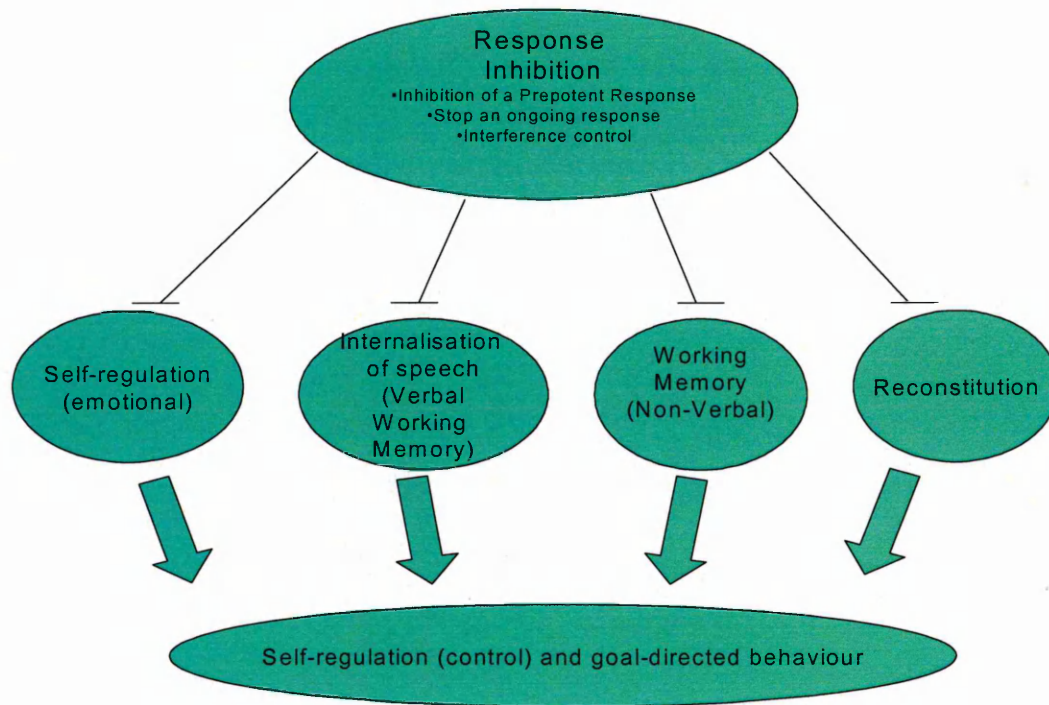 Response
Inhibition
•Inhibition of a Prepotent Response
•Stop an ongoing response
•Interference control
Self-regulation
(emotional)
Internalisation
of speech
(Verbal
Working
Memory)
Working
Memory
(Non-Verbal)
Reconstitution
Self-regulation (control) and goal-directed behaviour